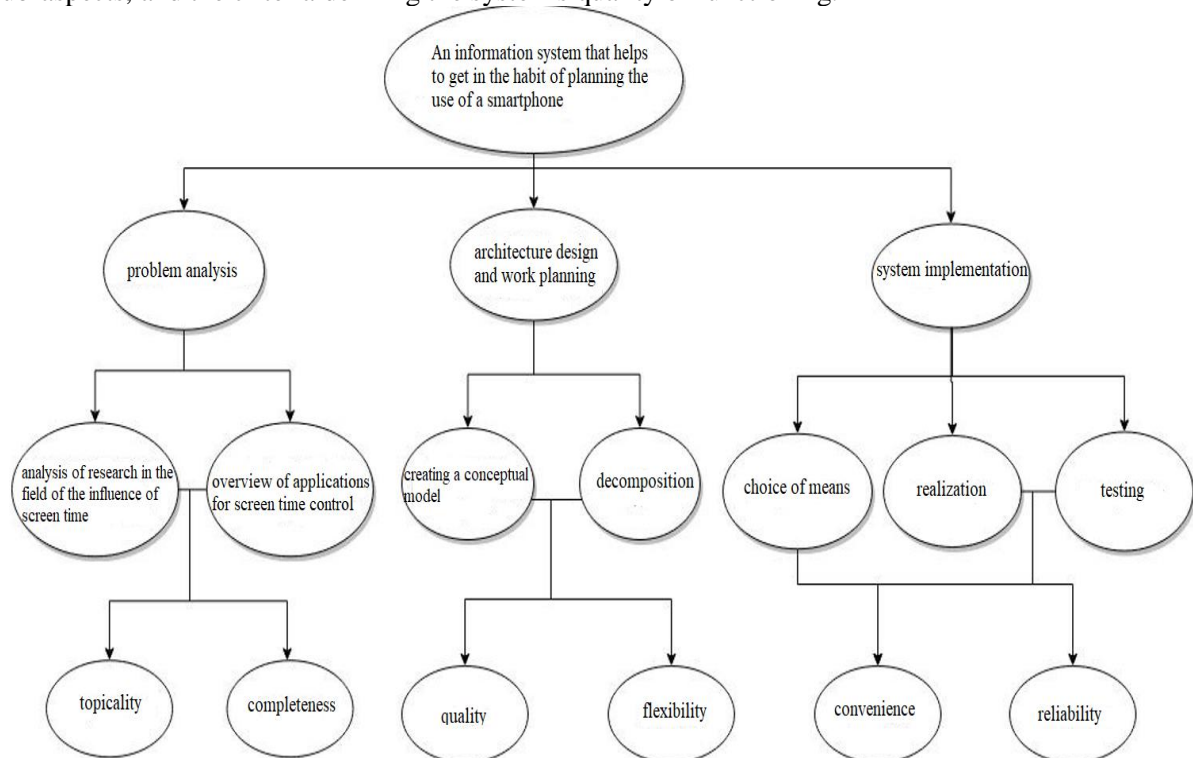 An information system that helps
to get in the habit of planning the
use of a smartphone
problem analysis
architecture design
and work planning
system implementation
analysis of research in the
field of the influence of
screen time
overview of applications
for screen time control
creating a conceptual
model
decomposition
choice of means
realization
testing
topicality
completeness
quality
flexibility
convenience
reliability